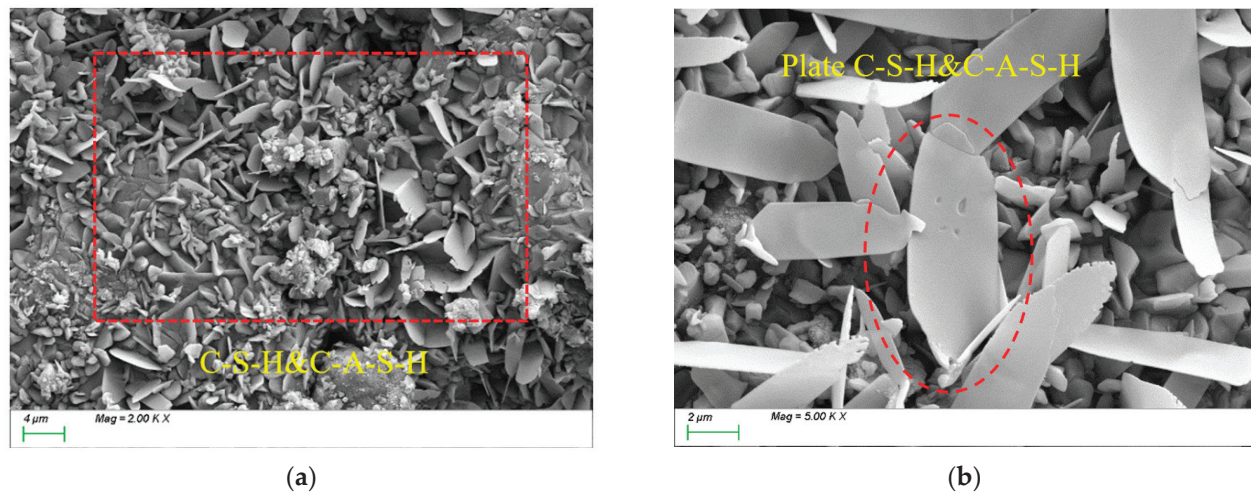 C-S-H&C-A-S-H
4 µm
Mag = 2.00 K X
(a)
Plate C-S-H&C-A-S-H
2 µm
Mag = 5.00 K X
(b)